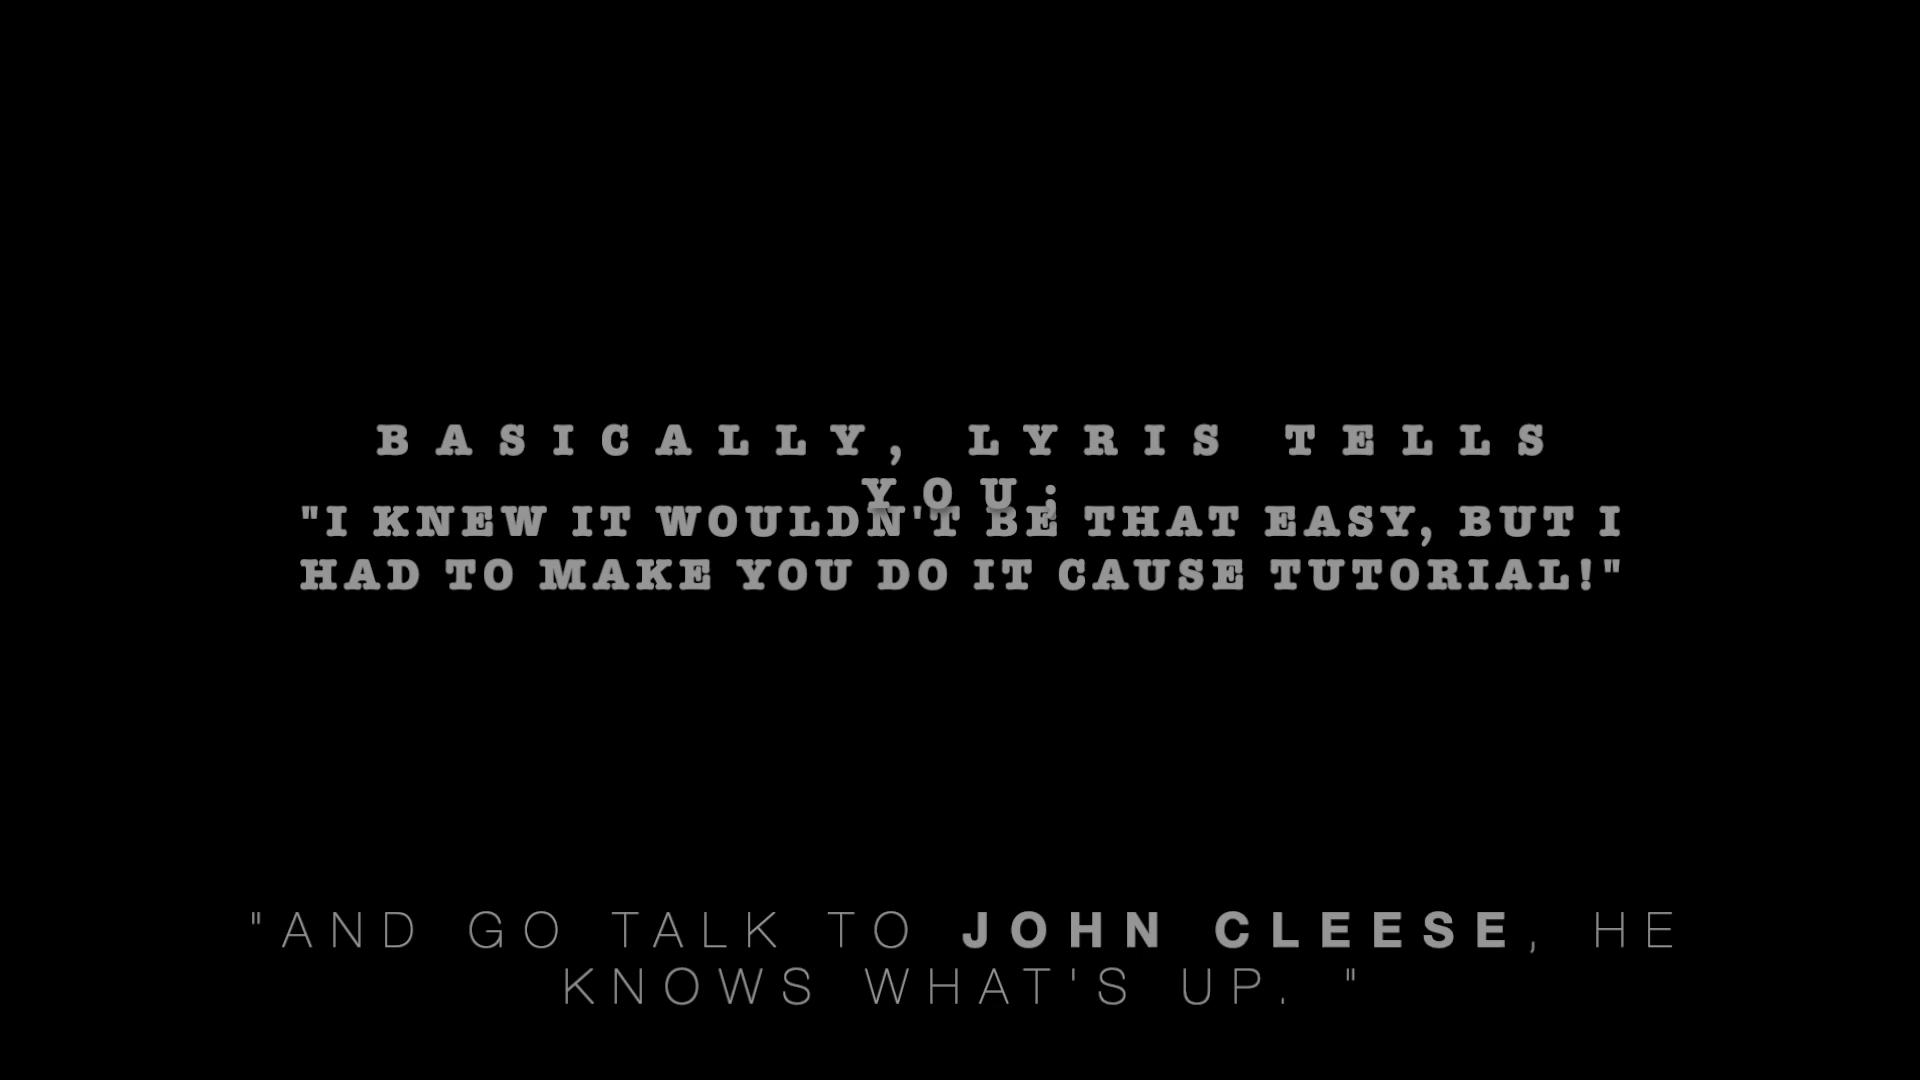 BASICALLY, LYRIS TELLS
YOU:
"I KNEW IT WOULDN'T BE THAT EASY, BUT I
HAD TO MAKE YOU DO IT CAUSE TUTORIAL!"
"AND GO TALK TO JOHN CLEESE, HE
KNOWS WHAT'S UP. "